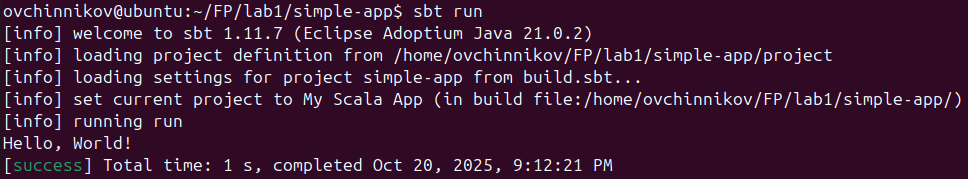 ovchinnikov@ubuntu:~/FP/lab1/simple-app$ sbt run
[info] welcome to sbt 1.11.7 (Eclipse Adoptium Java 21.0.2)
[info] loading project definition from /home/ovchinnikov/FP/lab1/simple-app/project
[info] loading settings for project simple-app from build.sbt...
[info] set current project to My Scala App (in build file:/home/ovchinnikov/FP/lab1/simple-app/)
[info] running run
Hello, World!
[success] Total time: 1 s, completed Oct 20, 2025, 9:12:21 PM